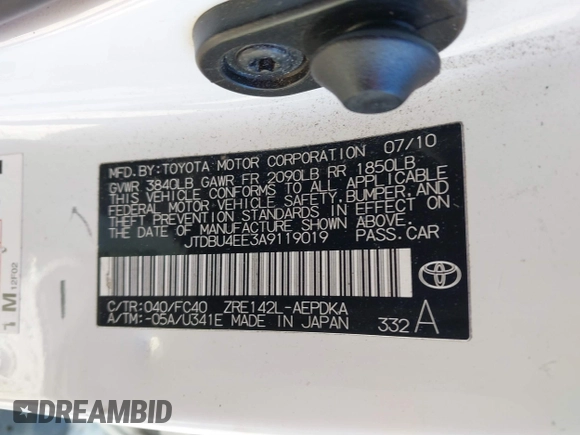 MFD.BY:TOYOTA MOTOR CORPORATION 07/10
GVWR 3840LB GAWR FR 2090LB RR 1850LB
THIS VEHICLE CONFORMS TO ALL APPLICABLE
FEDERAL MOTOR VEHICLE SAFETY,BUMPER,AND
THEFT PREVENTION STANDARDS IN EFFECT ON
THE DATE OF MANUFACTURE SHOWN ABOVE.
JTDBU4EE3A9119019 PASS.CAR
C/TR:040/FC40 ZRE142L-AEPDKA
A/TM:-05A/U341E MADE IN JAPAN 332 A
TOYOTA
M
12F02
DREAMBID